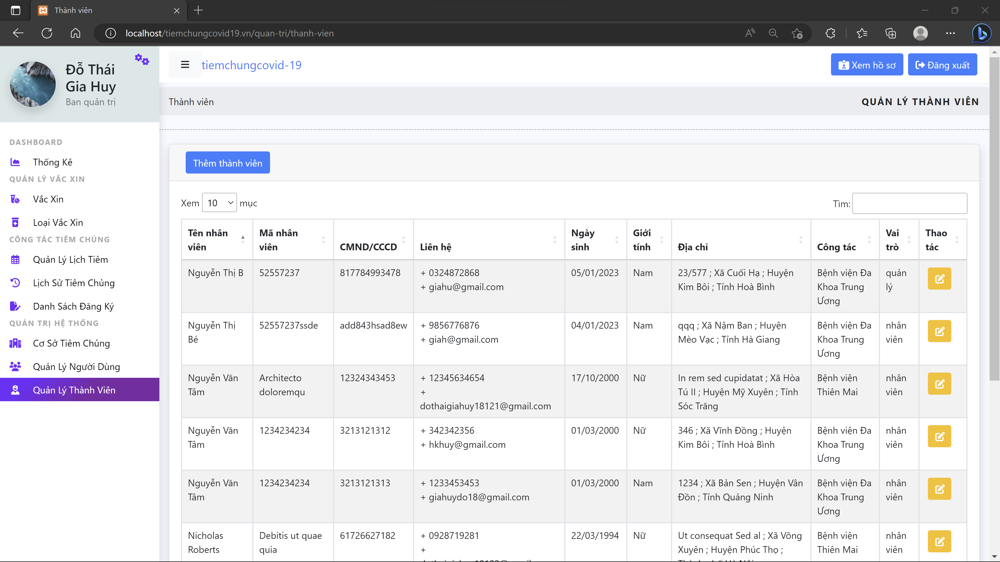 Thành viên
localhost/tiemchungcovid19.vn/quan-tri/thanh-vien
Đỗ Thái
Gia Huy
Ban quản trị
tiemchungcovid-19
Xem hồ sơ
Đăng xuất
Thành viên
QUẢN LÝ THÀNH VIÊN
DASHBOARD
Thống Kê
QUẢN LÝ VẮC XIN
Vắc Xin
Loại Vắc Xin
CÔNG TÁC TIÊM CHỦNG
Quản Lý Lịch Tiêm
Lịch Sử Tiêm Chủng
Danh Sách Đăng Ký
QUẢN TRỊ HỆ THỐNG
Cơ Sở Tiêm Chủng
Quản Lý Người Dùng
Quản Lý Thành Viên
Thêm thành viên
Xem 10 mục
Tìm:
Tên nhân
viên
Mã nhân
viên
CMND/CCCD
Liên hệ
Ngày
sinh
Giới
tính
Địa chỉ
Công tác
Vai
trò
Thao
tác
Nguyễn Thị B
52557237
817784993478
+ 0324872868
+ giahu@gmail.com
05/01/2023
Nam
23/577 ; Xã Cuối Hạ ; Huyện
Kim Bôi ; Tỉnh Hoà Bình
Bệnh viện Đa
Khoa Trung
Ương
quản
lý
Nguyễn Thị
Bé
52557237ssde
add843hsad8ew
+ 9856776876
+ giah@gmail.com
04/01/2023
Nam
qqq ; Xã Nậm Ban ; Huyện
Mèo Vạc ; Tỉnh Hà Giang
Bệnh viện Đa
Khoa Trung
Ương
nhân
viên
Nguyễn Văn
Tâm
Architecto
doloremqu
12324343453
+ 12345634654
+
dothaigiahuy18121@gmail.com
17/10/2000
Nữ
In rem sed cupidatat ; Xã Hòa
Tú II ; Huyện Mỹ Xuyên ; Tỉnh
Sóc Trăng
Bệnh viện
Thiên Mai
nhân
viên
Nguyễn Văn
Tâm
1234234234
3213121312
+ 342342356
+ hkhuy@gmail.com
01/03/2000
Nữ
346 ; Xã Vĩnh Đồng ; Huyện
Kim Bôi ; Tỉnh Hoà Bình
Bệnh viện Đa
Khoa Trung
Ương
nhân
viên
Nguyễn Văn
Tâm
1234234234
3213121313
+ 1233453453
+ giahuydo18@gmail.com
01/03/2000
Nam
1234 ; Xã Bản Sen ; Huyện Vân
Đồn ; Tỉnh Quảng Ninh
Bệnh viện Đa
Khoa Trung
Ương
nhân
viên
Nicholas
Roberts
Debitis ut quae
quia
61726627182
+ 0928719281
+
22/03/1994
Nữ
Ut consequat Sed al ; Xã Võng
Xuyên ; Huyện Phúc Thọ ;
Bệnh viện
Thiên Mai
nhân
viên